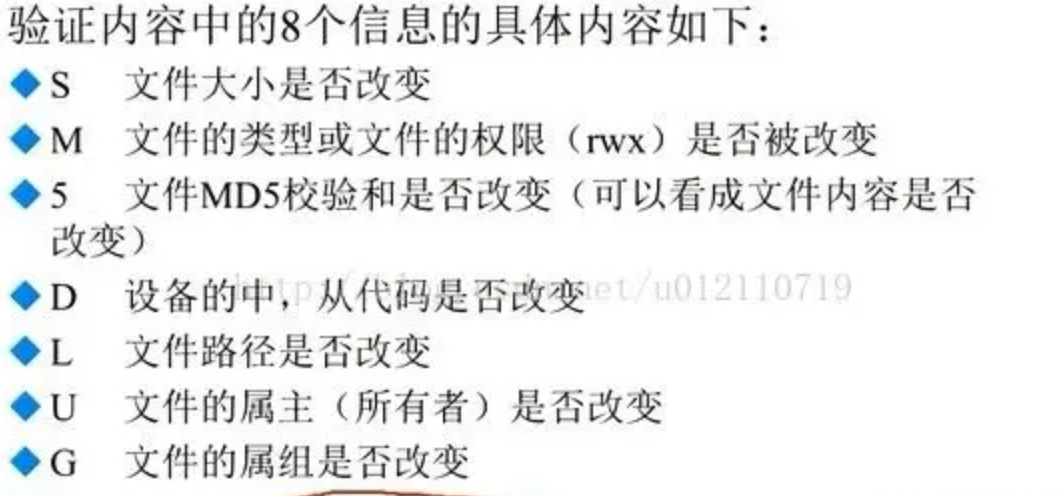 验证内容中的8个信息的具体内容如下：
S 文件大小是否改变
M 文件的类型或文件的权限（rwx）是否被改变
5 文件MD5校验和是否改变（可以看成文件内容是否
改变）
D 设备的中，从代码是否改变
L 文件路径是否改变
U 文件的属主（所有者）是否改变
G 文件的属组是否改变